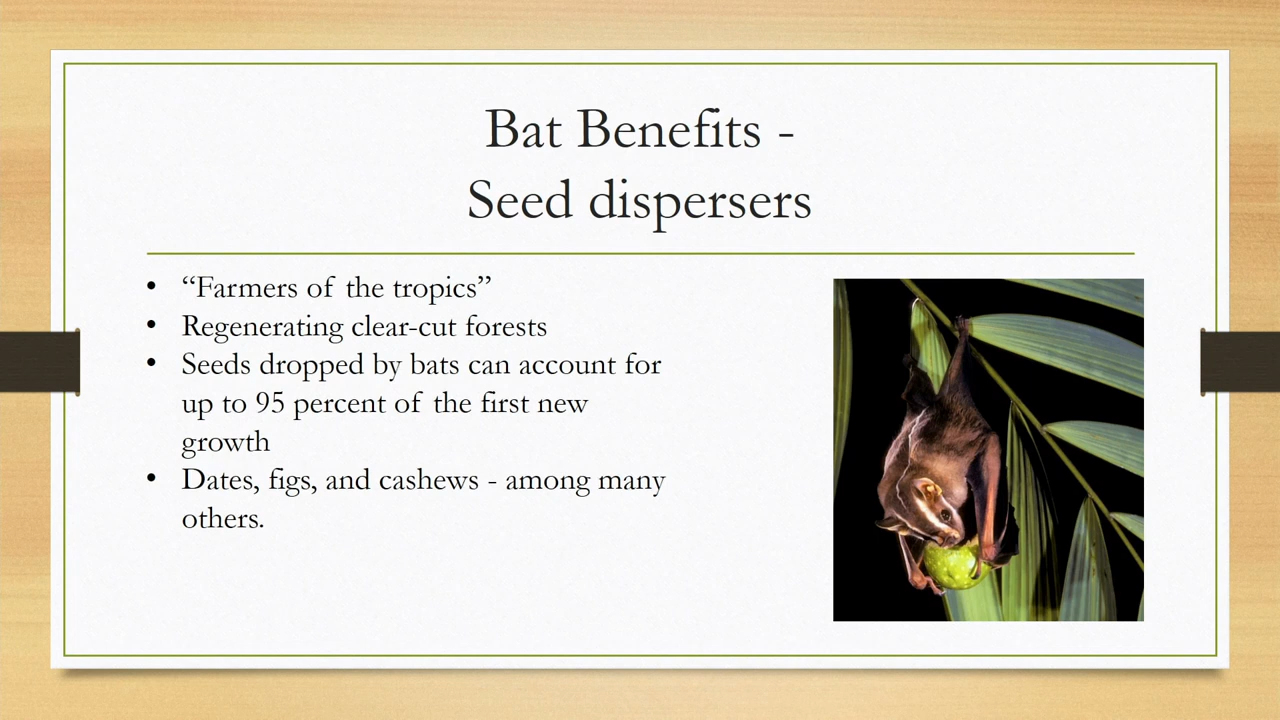 Bat Benefits -
Seed dispersers
• “Farmers of the tropics”
• Regenerating clear-cut forests
• Seeds dropped by bats can account for
up to 95 percent of the first new
growth
• Dates, figs, and cashews - among many
others.